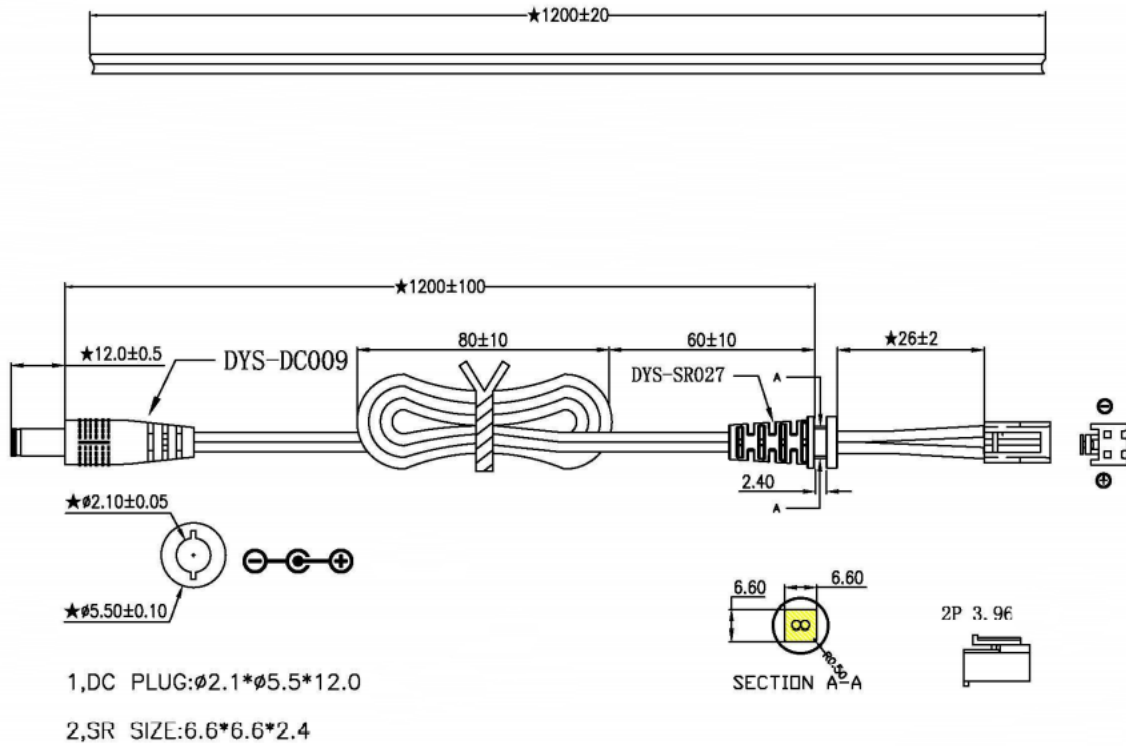 ★1200±20
★1200±100
★12.0±0.5
DYS-DC009
80±10
60±10
★26±2
DYS-SR027
A
2.40
A
★ø2.10±0.05
★ø5.50±0.10
6.60
6.60
R0.50
SECTION A-A
2P 3.96
1,DC PLUG:ø2.1*ø5.5*12.0
2,SR SIZE:6.6*6.6*2.4